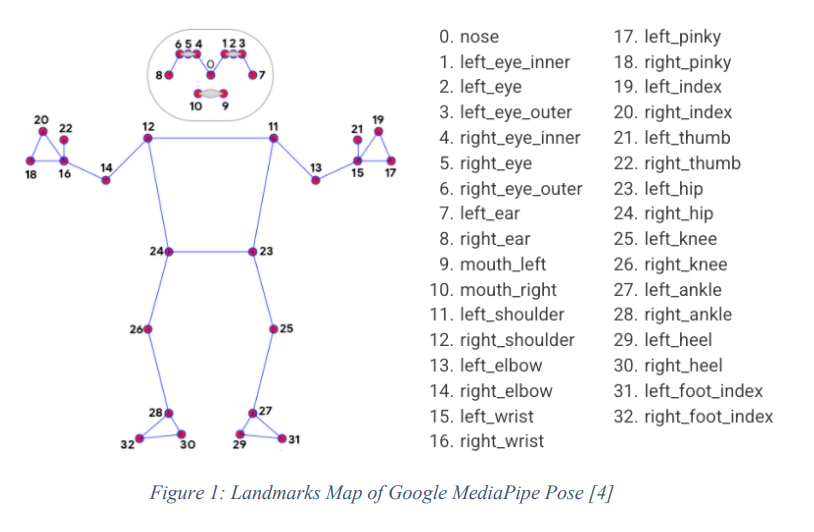 6 5 4 1 2 3
0
8 7
10 9
20 22 12 11 21 19
14 13
18 16 15 17
24 23
26 25
28 27
32 30 29 31
0. nose
1. left_eye_inner
2. left_eye
3. left_eye_outer
4. right_eye_inner
5. right_eye
6. right_eye_outer
7. left_ear
8. right_ear
9. mouth_left
10. mouth_right
11. left_shoulder
12. right_shoulder
13. left_elbow
14. right_elbow
15. left_wrist
16. right_wrist
17. left_pinky
18. right_pinky
19. left_index
20. right_index
21. left_thumb
22. right_thumb
23. left_hip
24. right_hip
25. left_knee
26. right_knee
27. left_ankle
28. right_ankle
29. left_heel
30. right_heel
31. left_foot_index
32. right_foot_index
Figure 1: Landmarks Map of Google MediaPipe Pose [4]